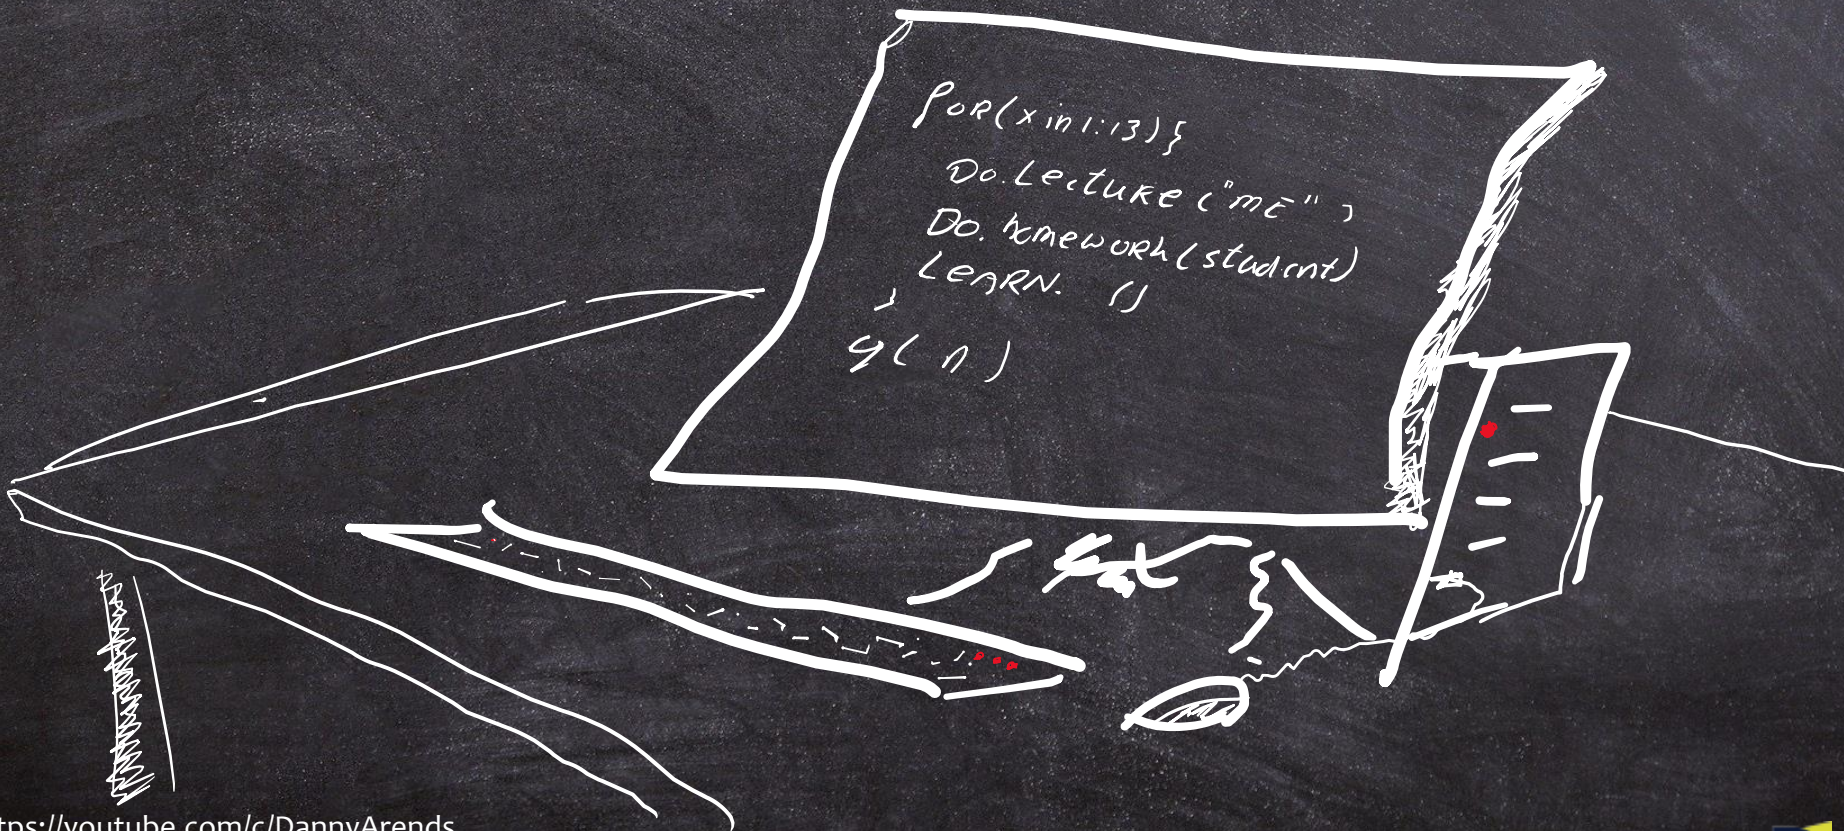 for(x in 1:13){
Do.Lecture("ME")
Do.homework(student)
LEARN. ()
}
q( n )
tps://youtube.com/c/DannyArends